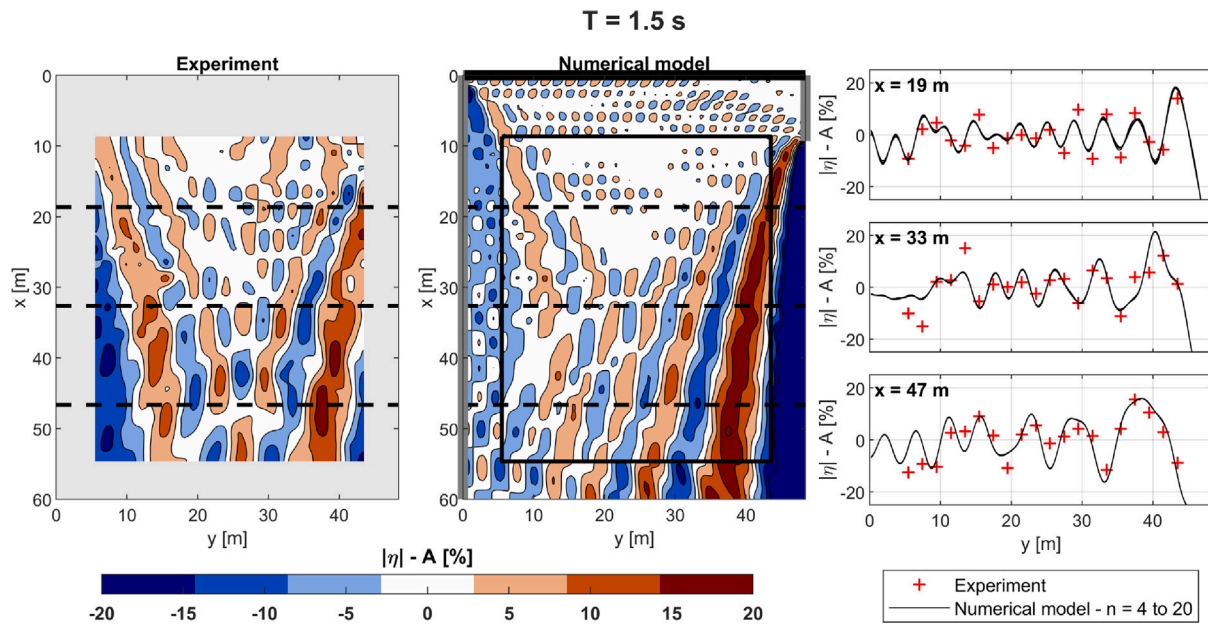 T = 1.5 s
Experiment
0
10
20
30
40
50
60
x [m]
0 10 20 30 40
y [m]
Numerical model
0
10
20
30
40
50
60
x [m]
0 10 20 30 40
y [m]
|η| - A [%]
-20 -15 -10 -5 0 5 10 15 20
x = 19 m
20
0
-20
|η| - A [%]
x = 33 m
20
0
-20
|η| - A [%]
x = 47 m
20
0
-20
|η| - A [%]
0 10 20 30 40
y [m]
Experiment
Numerical model - n = 4 to 20